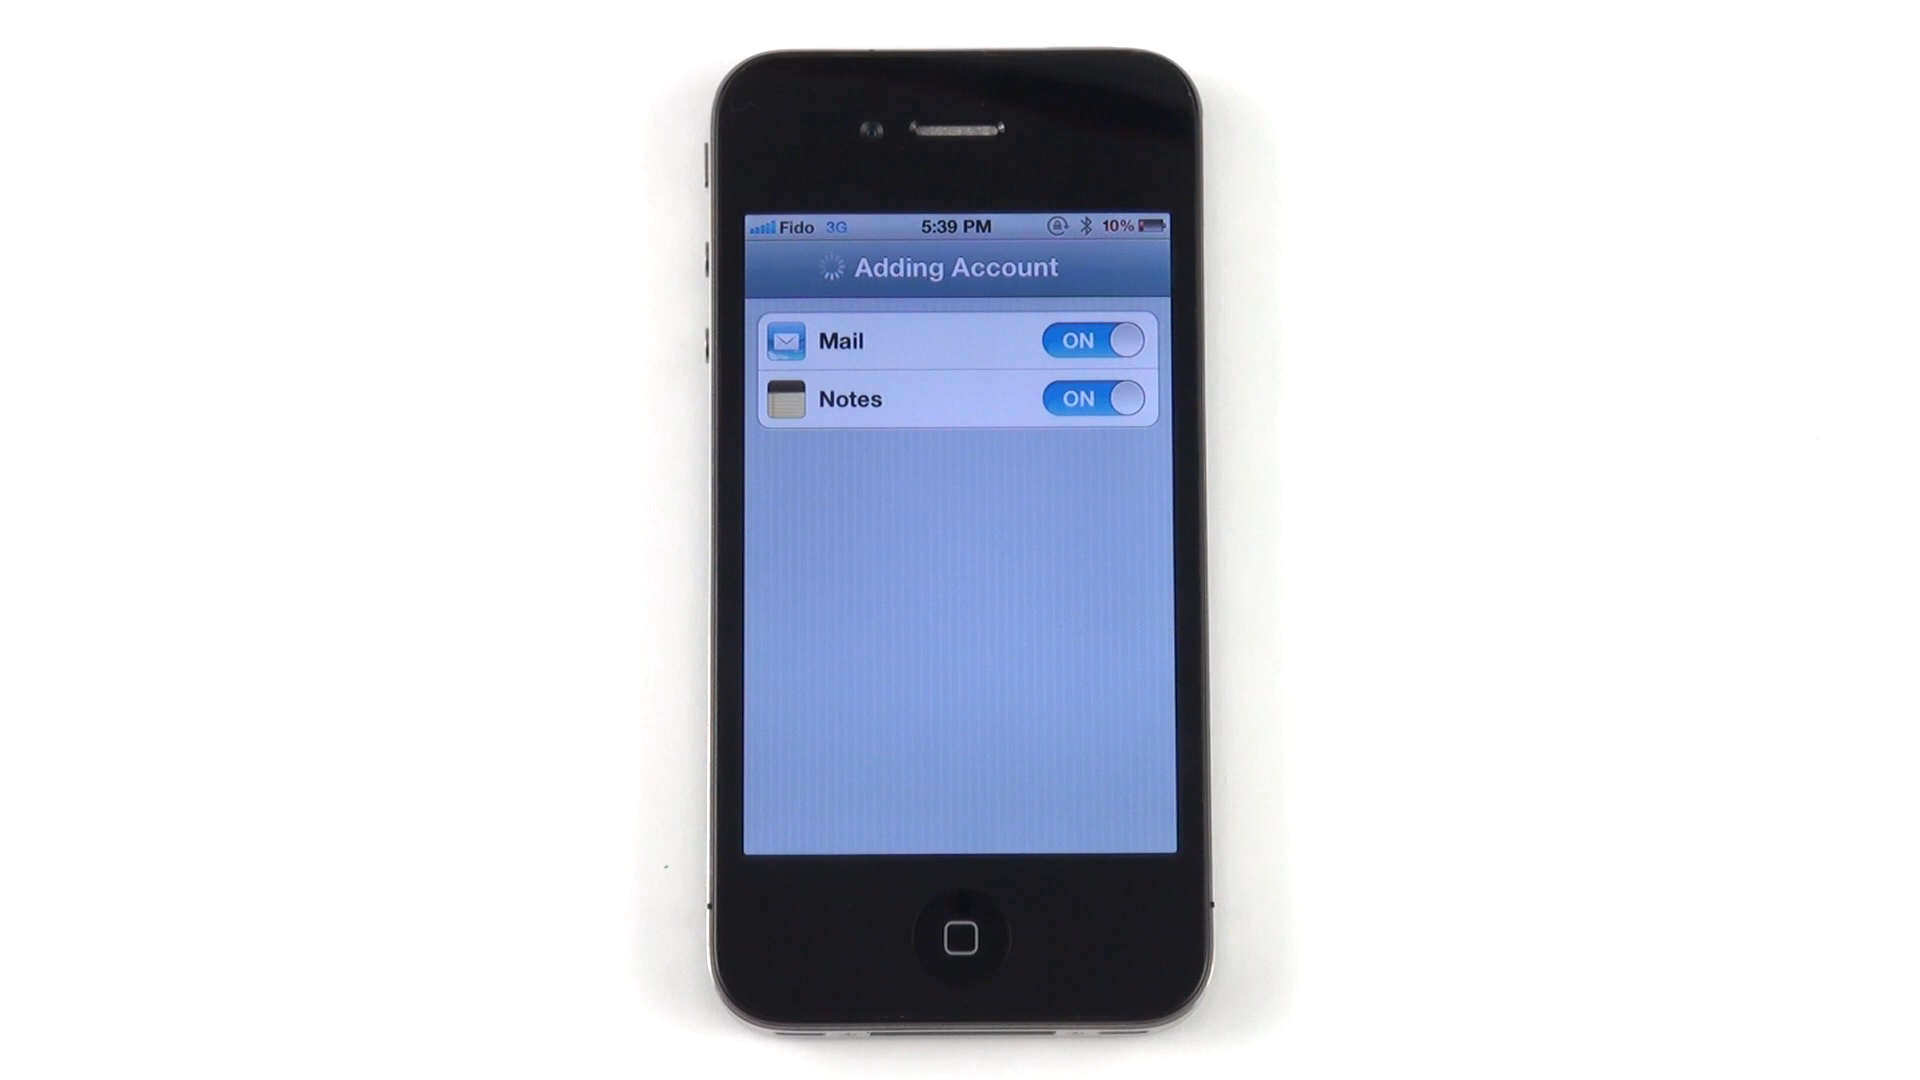 Fido 3G 5:39 PM 10%
Adding Account
Mail ON
Notes ON